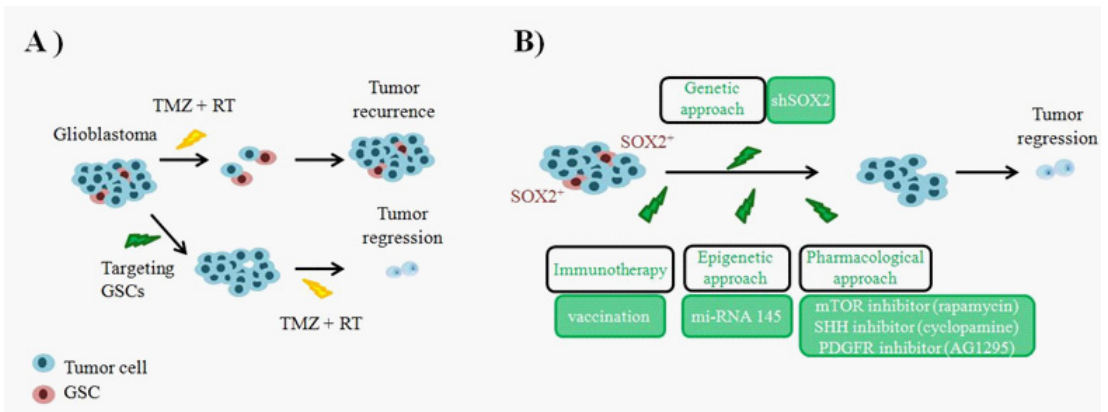 A )
TMZ + RT
Glioblastoma
Tumor
recurrence
Targeting
GSCs
Tumor
regression
TMZ + RT
Tumor cell
GSC
B)
Genetic
approach
shSOX2
SOX2+
SOX2+
Tumor
regression
Immunotherapy
vaccination
Epigenetic
approach
mi-RNA 145
Pharmacological
approach
mTOR inhibitor (rapamycin)
SHH inhibitor (cyclopamine)
PDGFR inhibitor (AG1295)